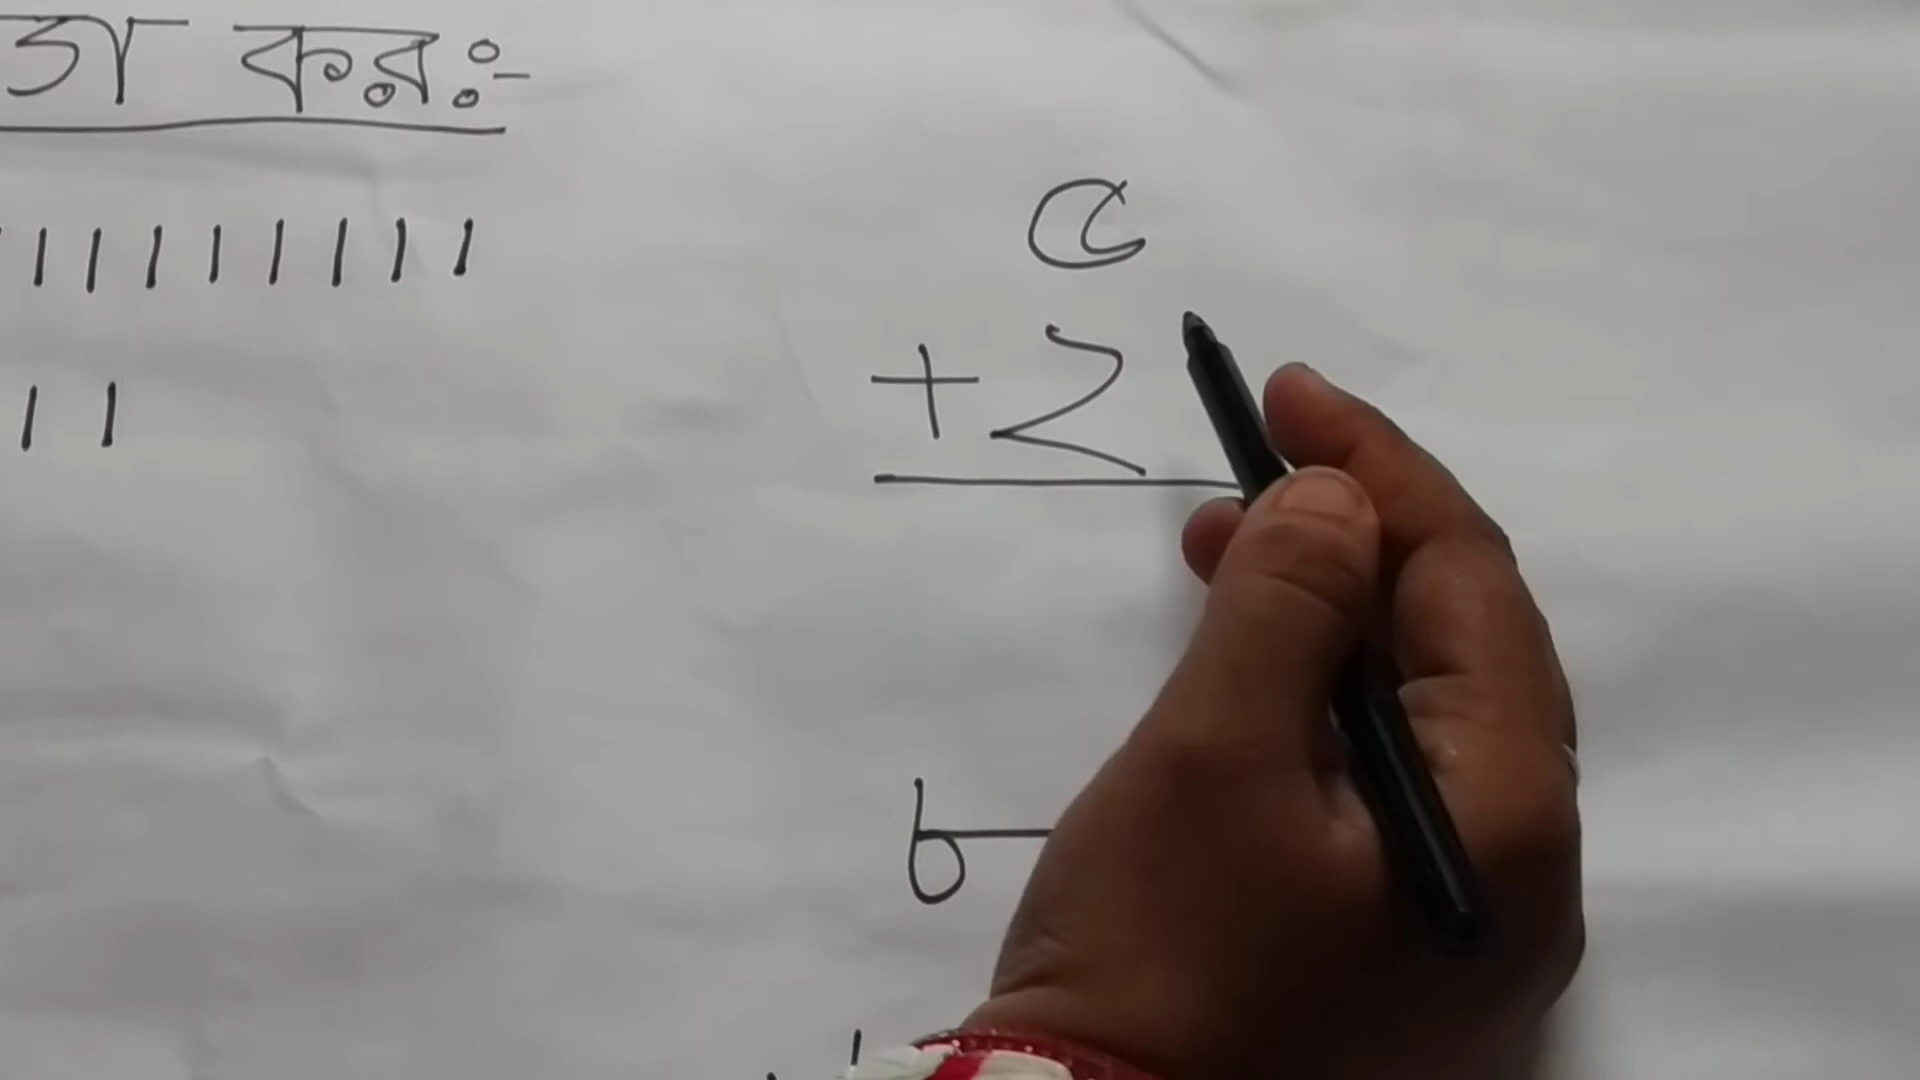 কর ঃ-
| | | | | | | |
| |
৫
+ ২
৮